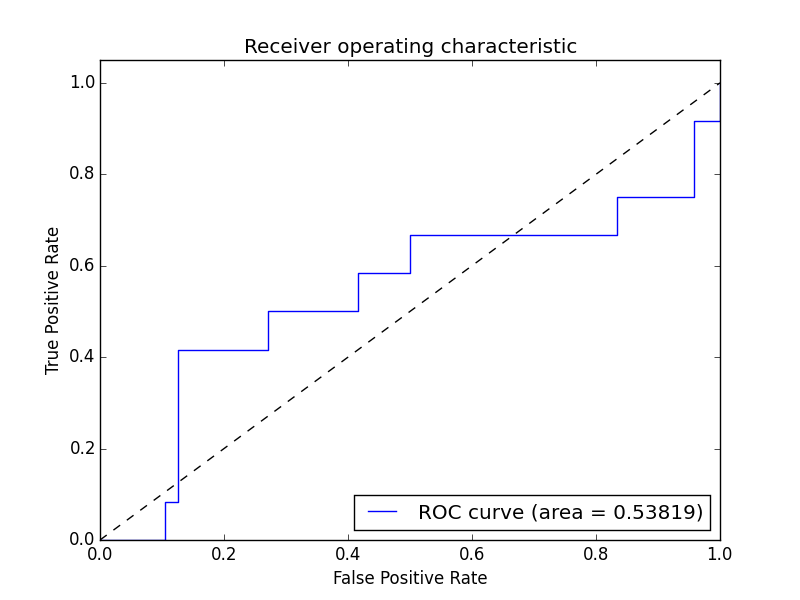 Receiver operating characteristic
True Positive Rate
1.0
0.8
0.6
0.4
0.2
0.0
ROC curve (area = 0.53819)
0.0 0.2 0.4 0.6 0.8 1.0
False Positive Rate